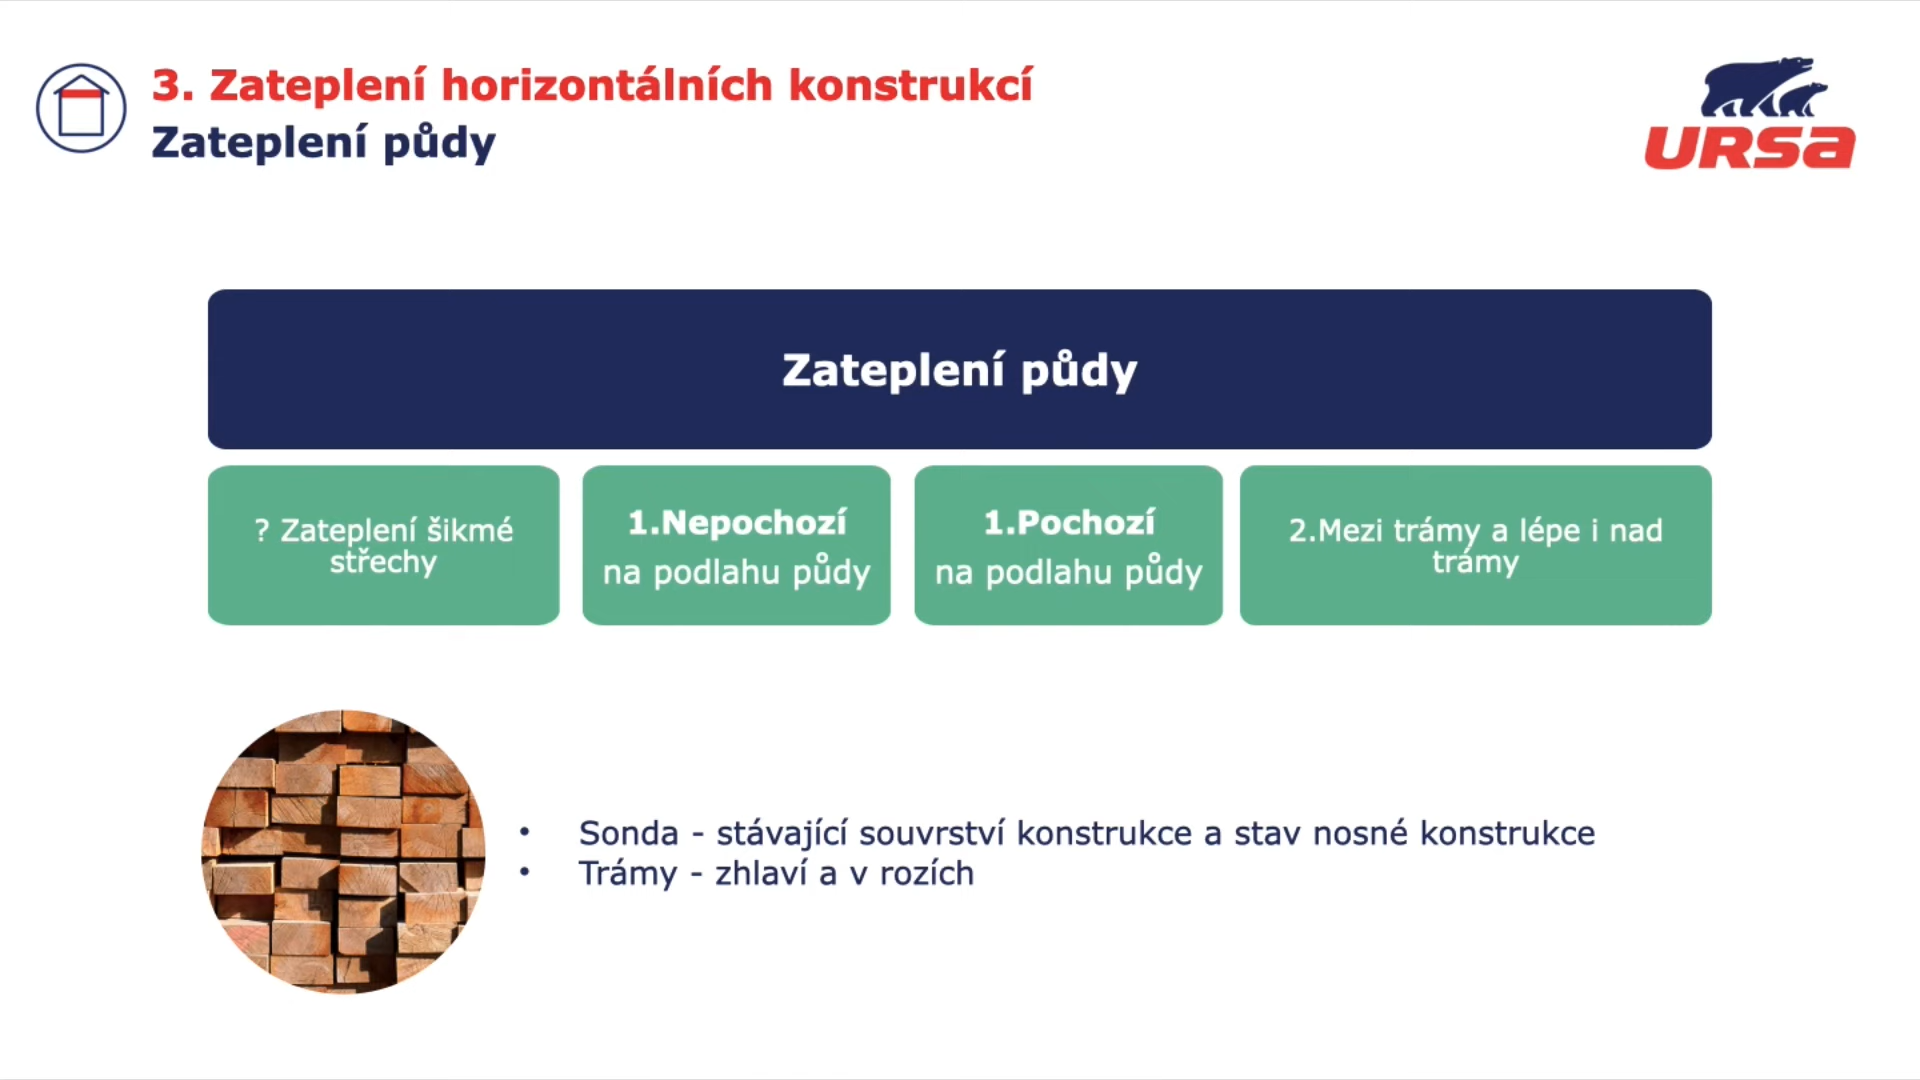 3. Zateplení horizontálních konstrukcí
Zateplení půdy
URSA
Zateplení půdy
? Zateplení šikmé
střechy
1.Nepochozí
na podlahu půdy
1.Pochozí
na podlahu půdy
2.Mezi trámy a lépe i nad
trámy
• Sonda - stávající souvrství konstrukce a stav nosné konstrukce
• Trámy - zhlaví a v rozích